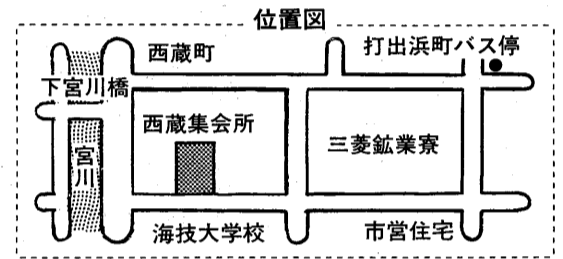 位置図
西蔵町
打出浜町バス停
下宮川橋
西蔵集会所
三菱鉱業寮
宮川
海技大学校
市営住宅